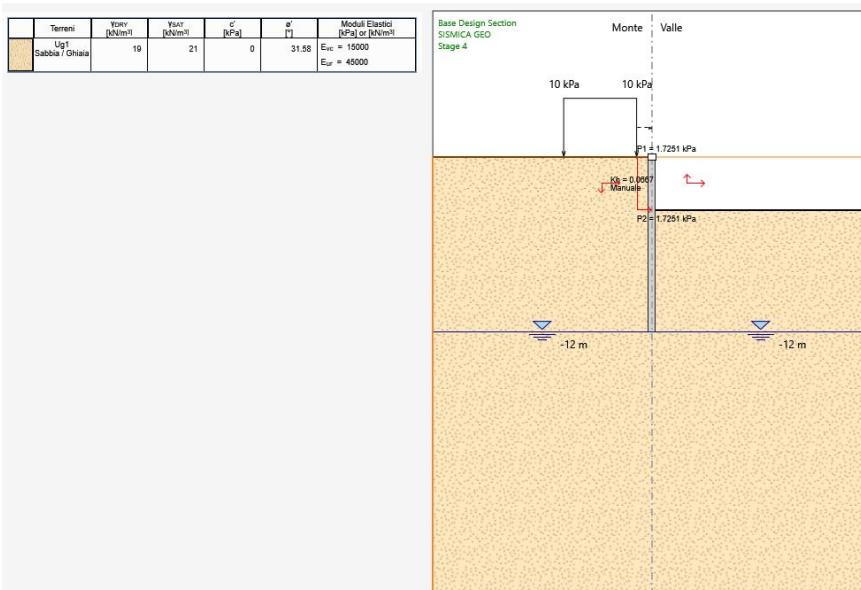 Terreni γDRY [kN/m³] γSAT [kN/m³] c' [kPa] ø' [°] Moduli Elastici [kPa] or [kN/m³]
Ug1 Sabbia / Ghiaia 19 21 0 31.58 Evc = 15000
Eur = 45000
Base Design Section
SISMICA GEO
Stage 4
Monte Valle
10 kPa 10 kPa
P1 = 1.7251 kPa
Kh = 0.0667
Manuale
P2 = 1.7251 kPa
-12 m -12 m